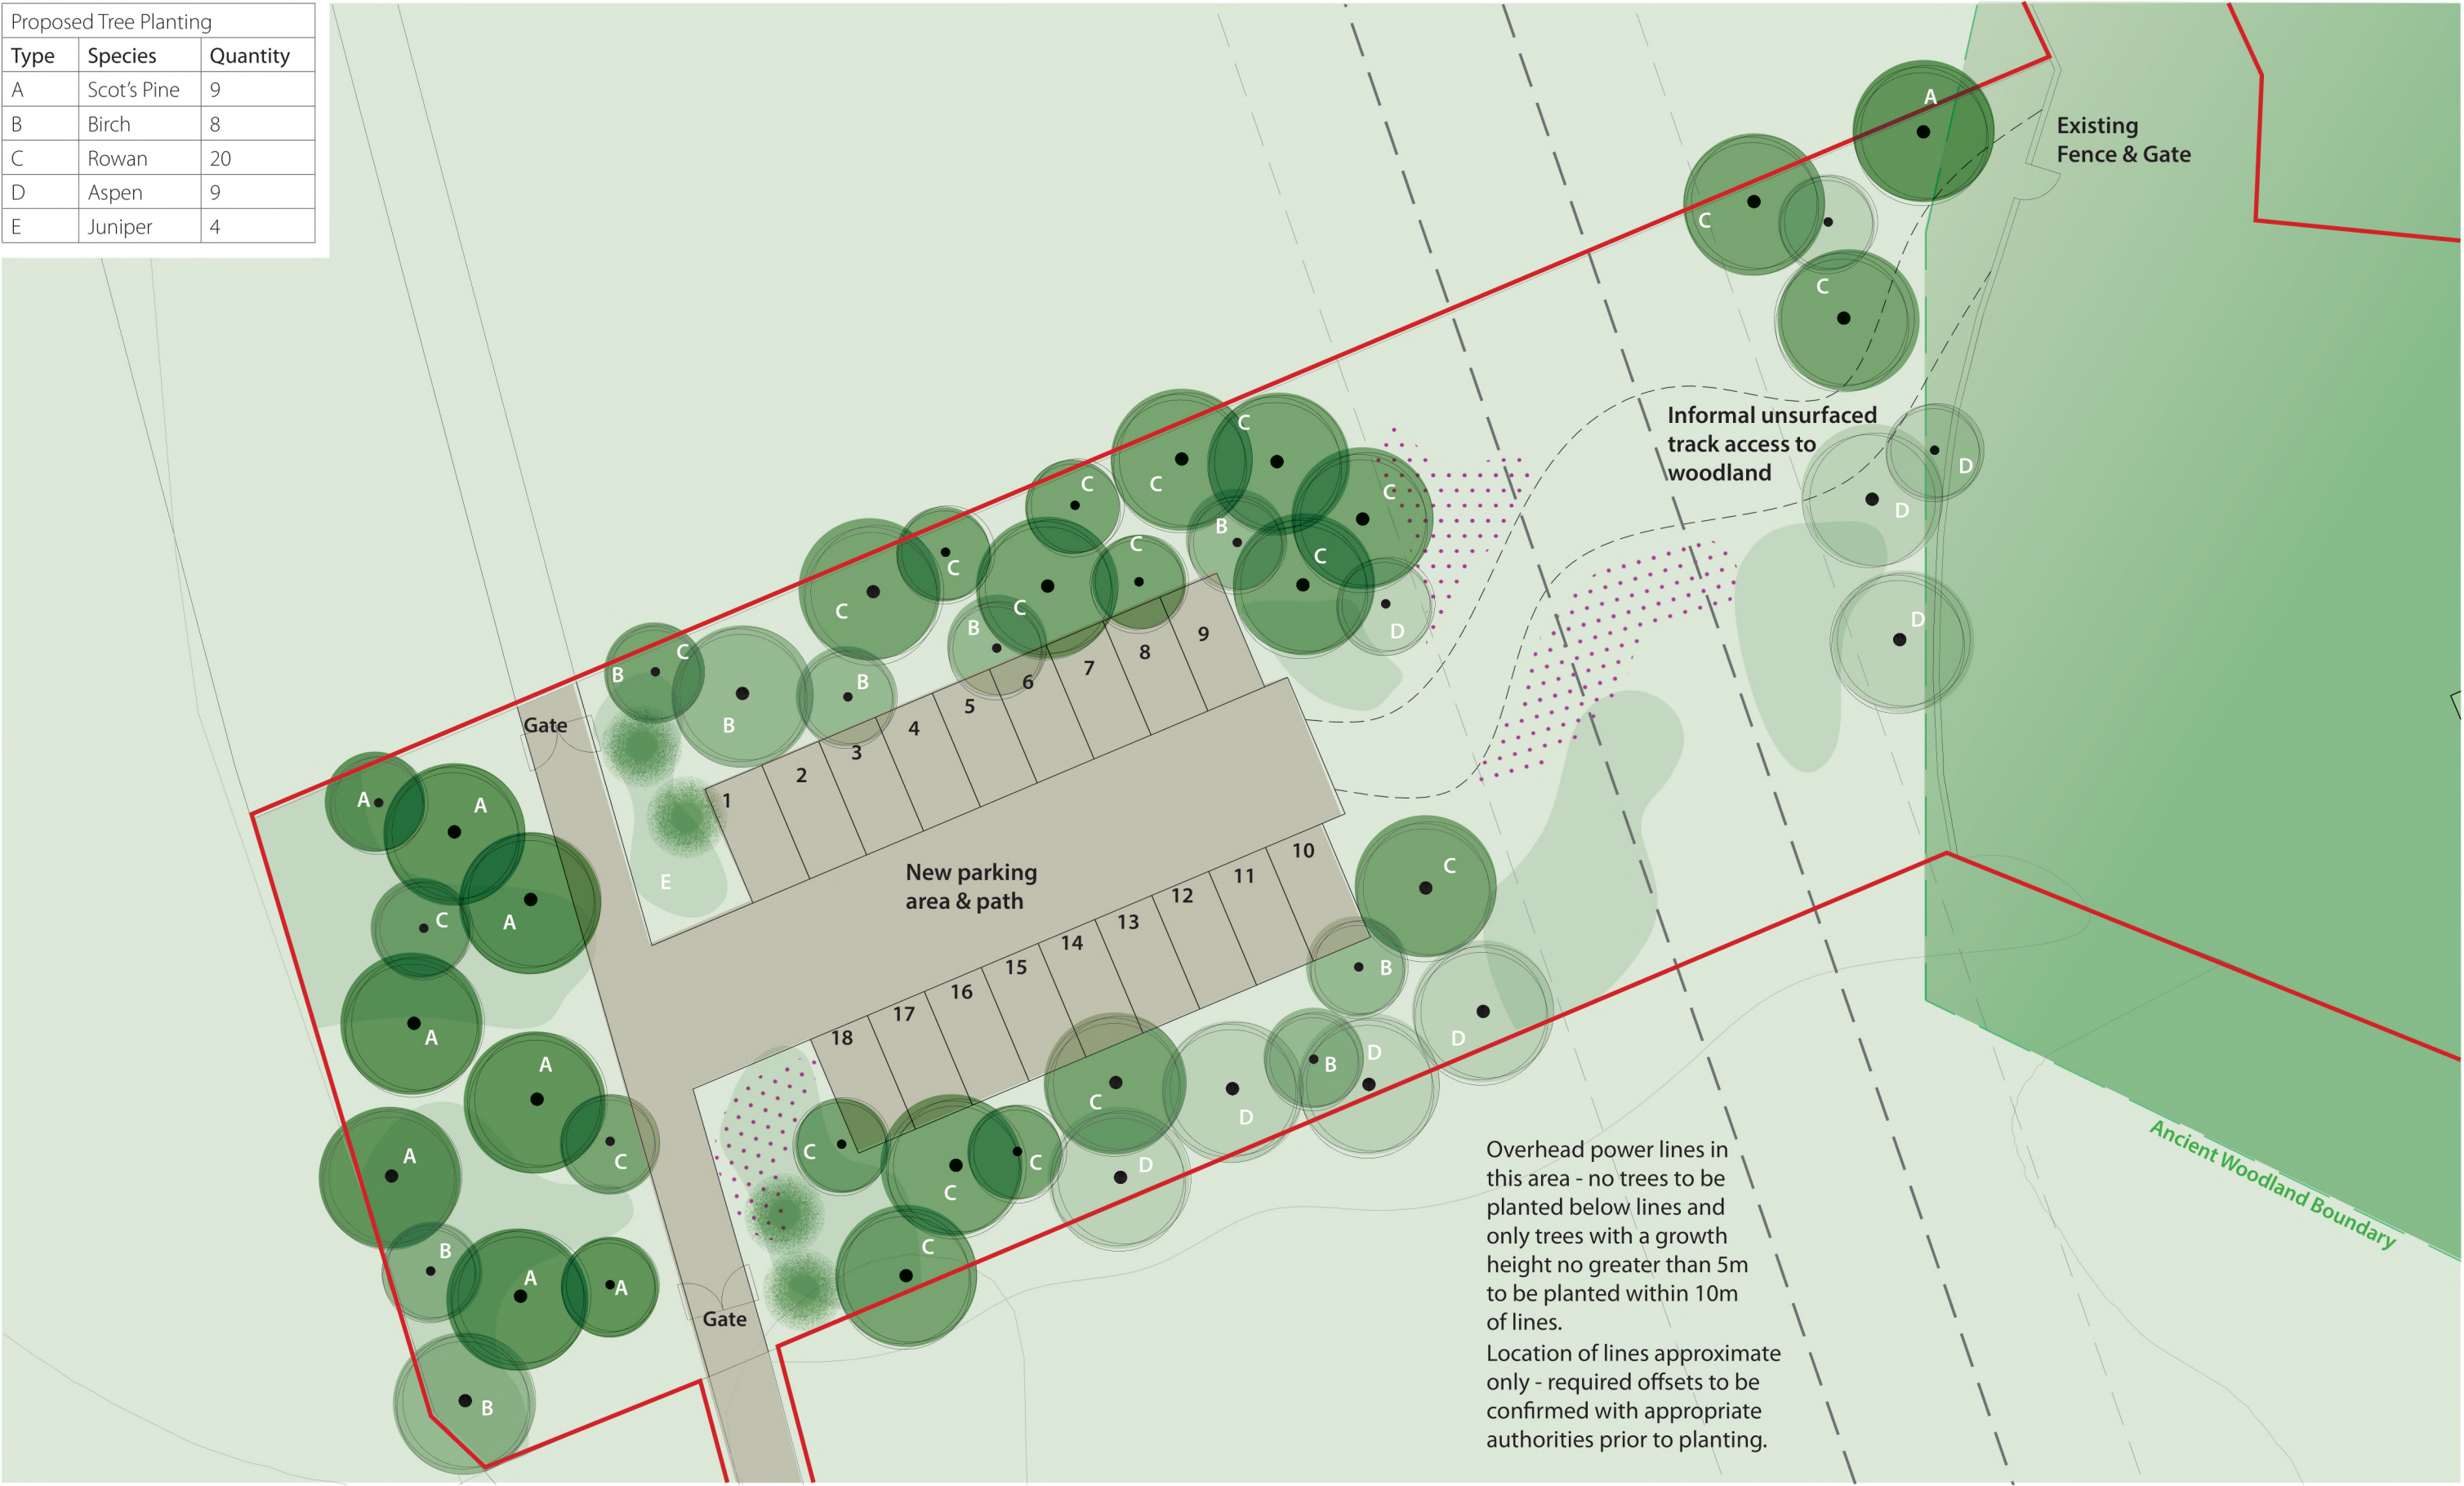 Proposed Tree Planting
Type Species Quantity
A Scot’s Pine 9
B Birch 8
C Rowan 20
D Aspen 9
E Juniper 4
A
Existing
Fence & Gate
C
C
Informal unsurfaced
track access to
woodland
D
D
D
C
C
C
C
B
C
C
C
D
C
C
B
C
B
C
B
B
Gate
9
8
7
6
5
4
3
2
1
E
New parking
area & path
10
11
12
13
14
15
16
17
18
A
A
A
C
A
A
C
A
B
A
A
B
Gate
C
B
D
D
B
D
C
D
C
C
C
C
Overhead power lines in
this area - no trees to be
planted below lines and
only trees with a growth
height no greater than 5m
to be planted within 10m
of lines.
Location of lines approximate
only - required offsets to be
confirmed with appropriate
authorities prior to planting.
Ancient Woodland Boundary